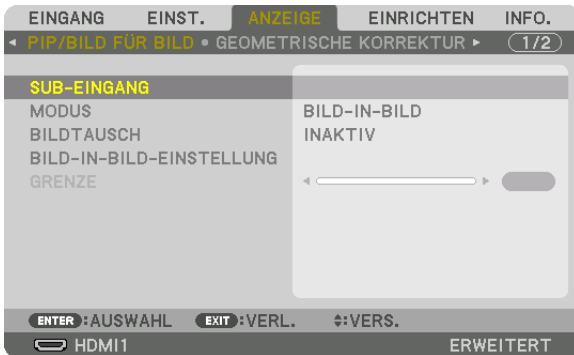 EINGANG EINST. ANZEIGE EINRICHTEN INFO.
◂ PIP/BILD FÜR BILD • GEOMETRISCHE KORREKTUR ▸ 1/2
SUB-EINGANG
MODUS BILD-IN-BILD
BILDTAUSCH INAKTIV
BILD-IN-BILD-EINSTELLUNG
GRENZE
ENTER :AUSWAHL EXIT :VERL. ♦:VERS.
HDMI1 ERWEITERT